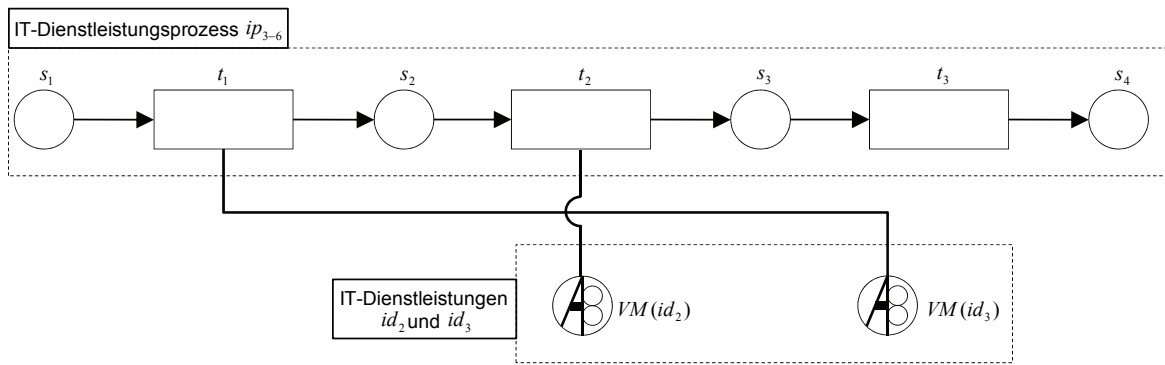 IT-Dienstleistungsprozess ip₃₋₆
s₁ t₁ s₂ t₂ s₃ t₃ s₄
IT-Dienstleistungen
id₂ und id₃
VM(id₂) VM(id₃)